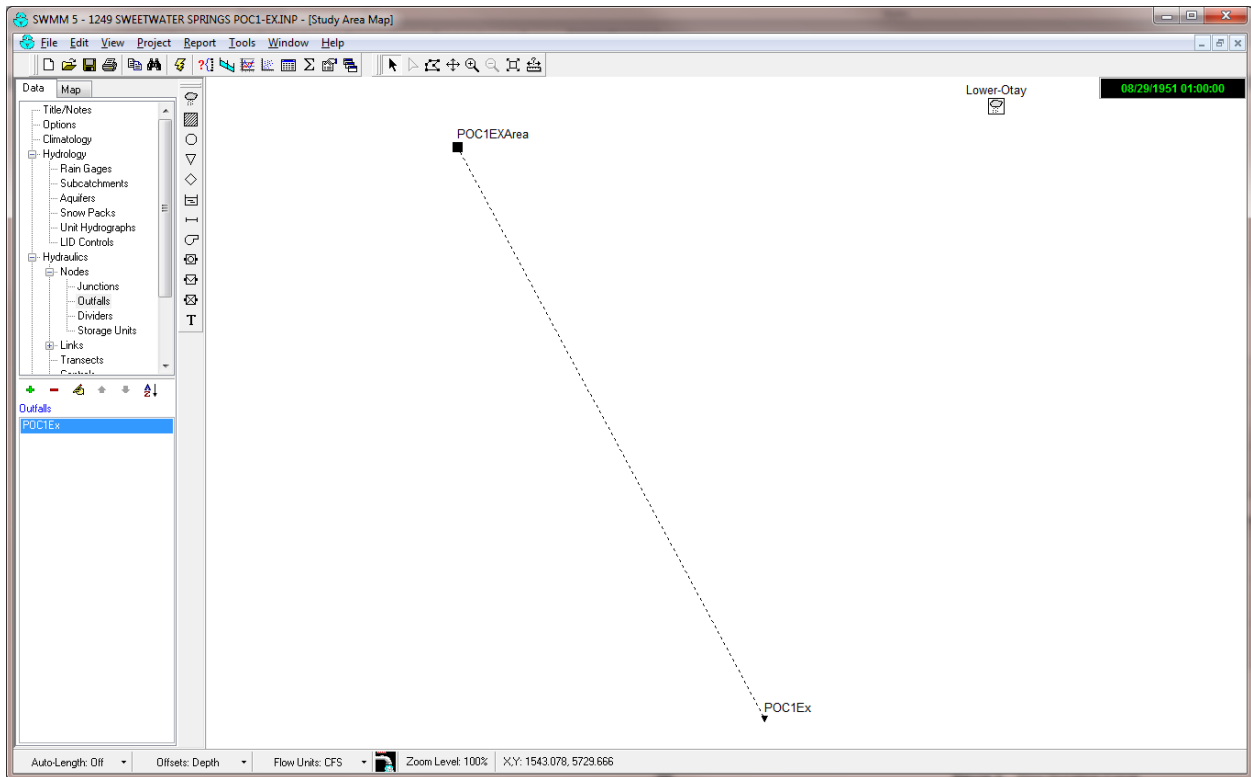 SWMM 5 - 1249 SWEETWATER SPRINGS POC1-EX.INP - [Study Area Map]
File Edit View Project Report Tools Window Help
Data Map
Title/Notes
Options
Climatology
Hydrology
Rain Gages
Subcatchments
Aquifers
Snow Packs
Unit Hydrographs
LID Controls
Hydraulics
Nodes
Junctions
Outfalls
Dividers
Storage Units
Links
Transects
Outfalls
POC1Ex
T
Lower-Otay
08/29/1951 01:00:00
POC1EXArea
POC1Ex
Auto-Length: Off Offsets: Depth Flow Units: CFS Zoom Level: 100% X,Y: 1543.078, 5729.666